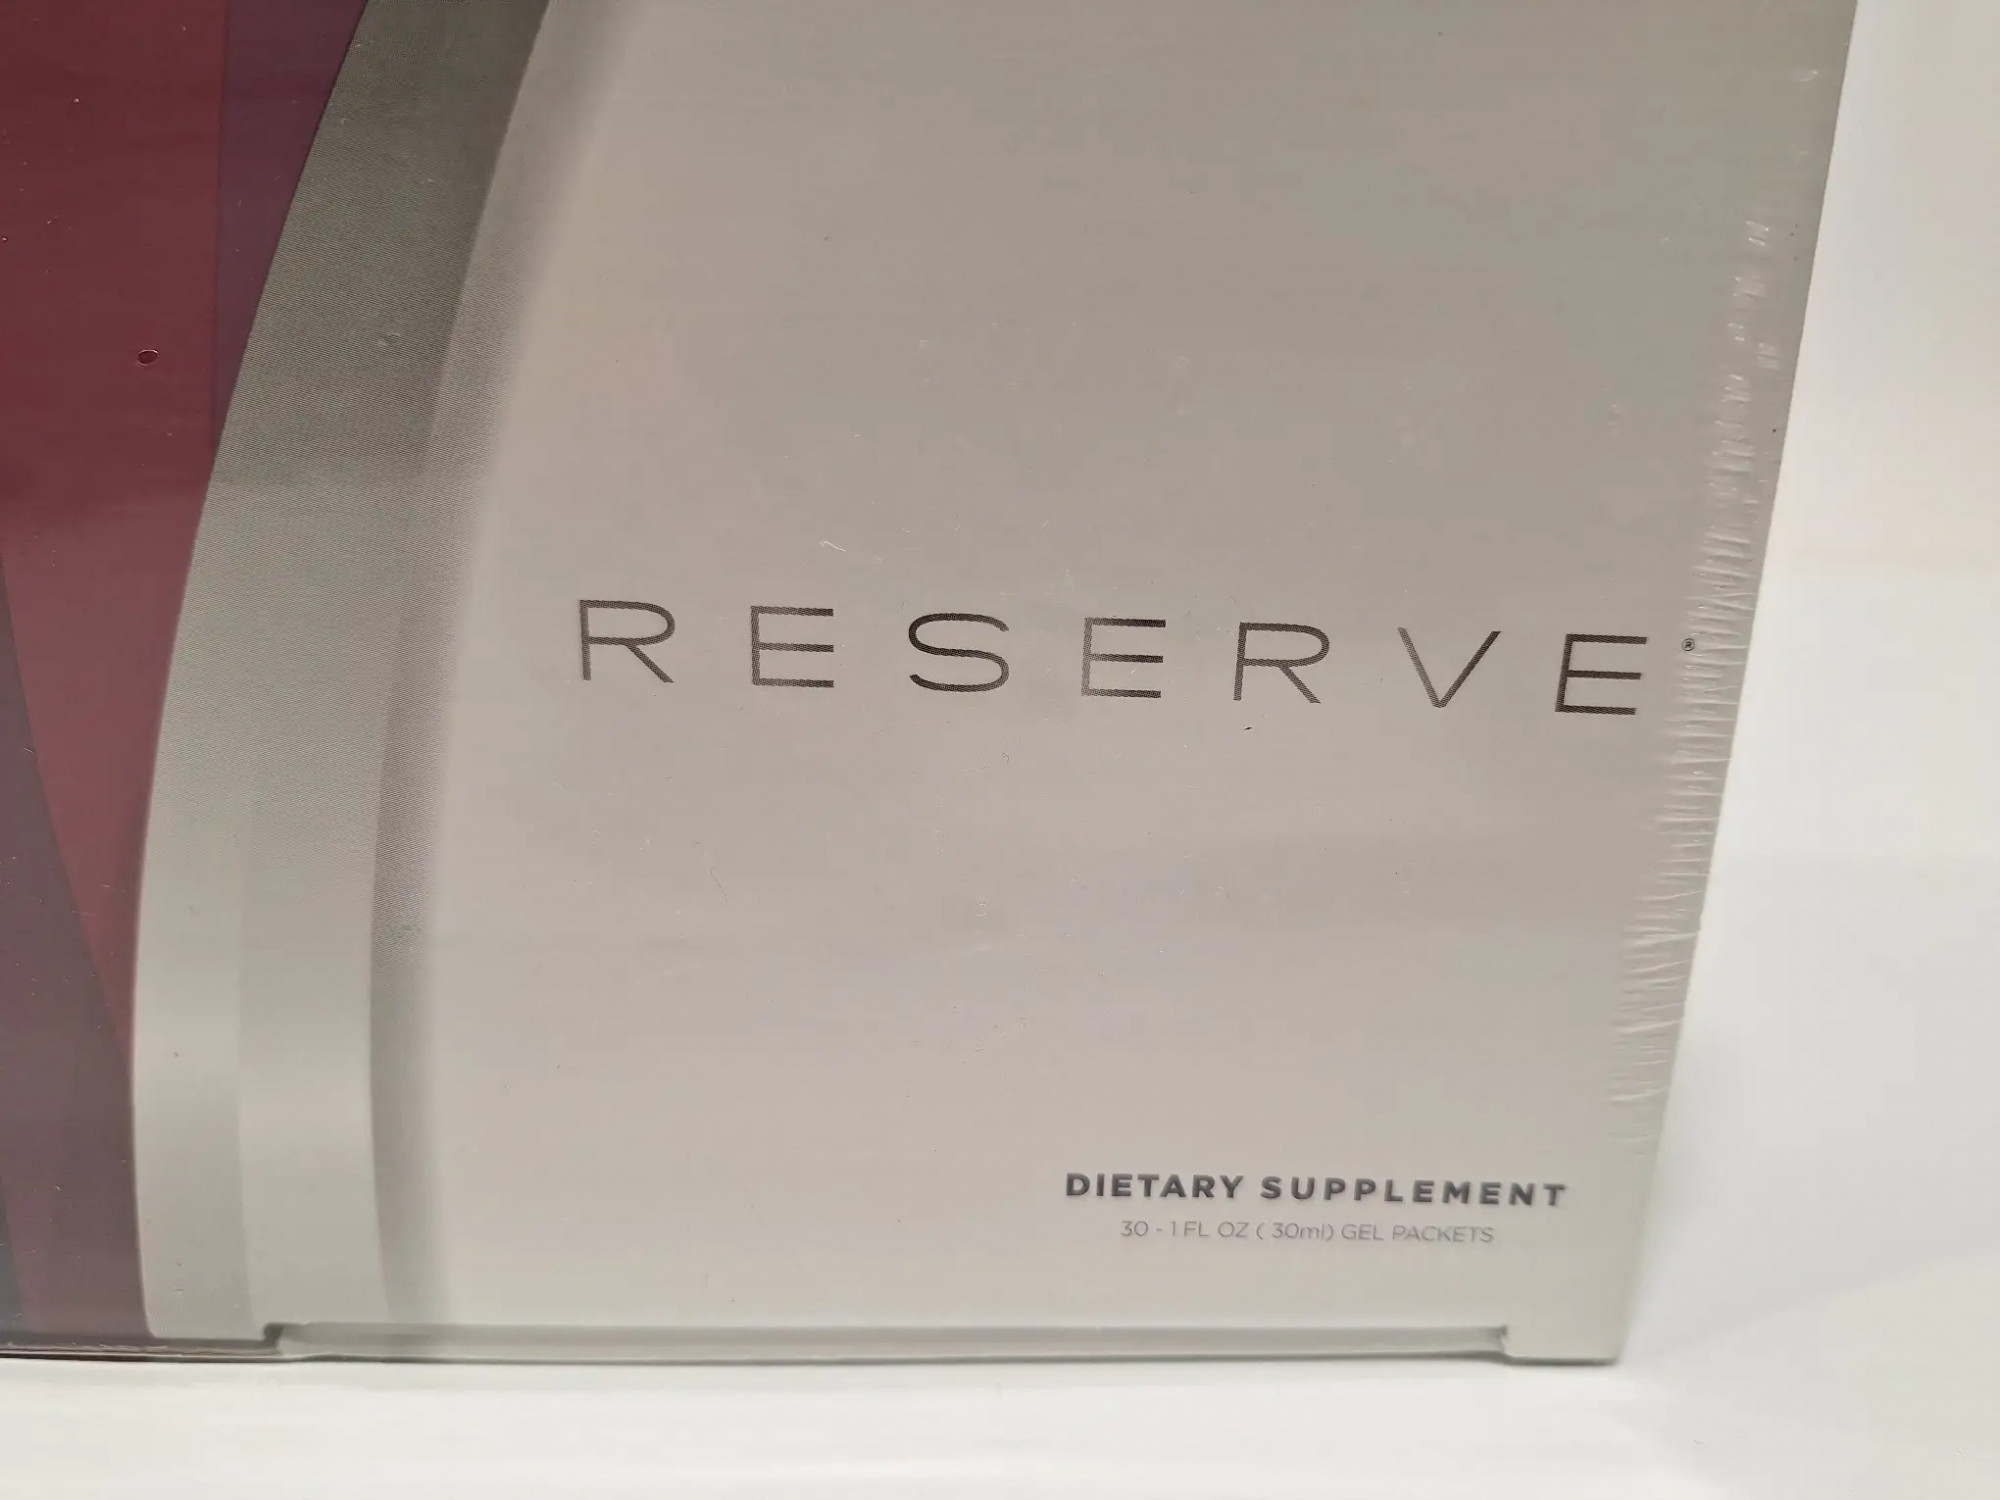 RESERVE®
DIETARY SUPPLEMENT
30 - 1 FL OZ ( 30ml) GEL PACKETS